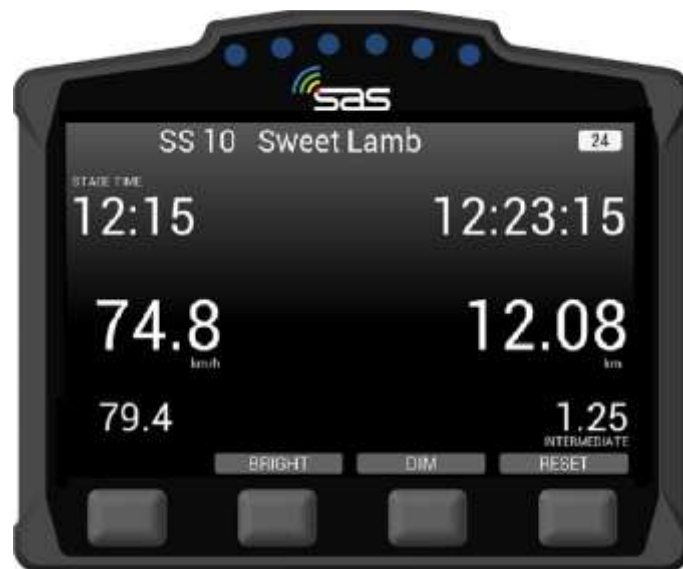 sas
SS 10 Sweet Lamb 24
STAGE TIME
12:15 12:23:15
74.8 12.08
km/h km
79.4 1.25
INTERMEDIATE
BRIGHT DIM RESET